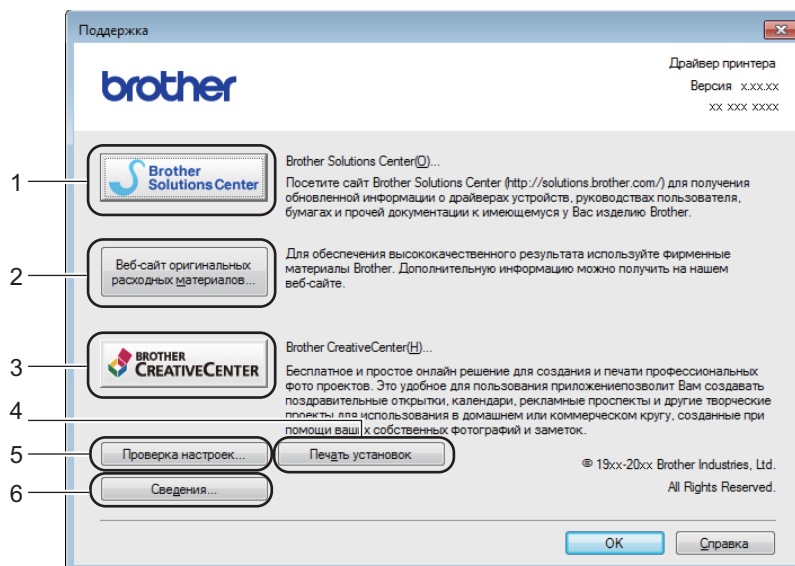 Поддержка
brother
Драйвер принтера
Версия x.xx.xx
xx xxx xxxx
1
Brother
Solutions Center
Brother Solutions Center(O)...
Посетите сайт Brother Solutions Center (http://solutions.brother.com/) для получения
обновленной информации о драйверах устройств, руководствах пользователя,
бумагах и прочей документации к имеющемуся у Вас изделию Brother.
2
Веб-сайт оригинальных
расходных материалов...
Для обеспечения высококачественного результата используйте фирменные
материалы Brother. Дополнительную информацию можно получить на нашем
веб-сайте.
3
BROTHER
CREATIVECENTER
Brother CreativeCenter(H)...
Бесплатное и простое онлайн решение для создания и печати профессиональных
фото проектов. Это удобное для пользования приложениепозволит Вам создавать
поздравительные открытки, календари, рекламные проспекты и другие творческие
проекты для использования в домашнем или коммерческом кругу, созданные при
помощи ваших собственных фотографий и заметок.
4
5
Проверка настроек...
Печать установок
© 19xx-20xx Brother Industries, Ltd.
6
Сведения...
All Rights Reserved.
OK
Справка